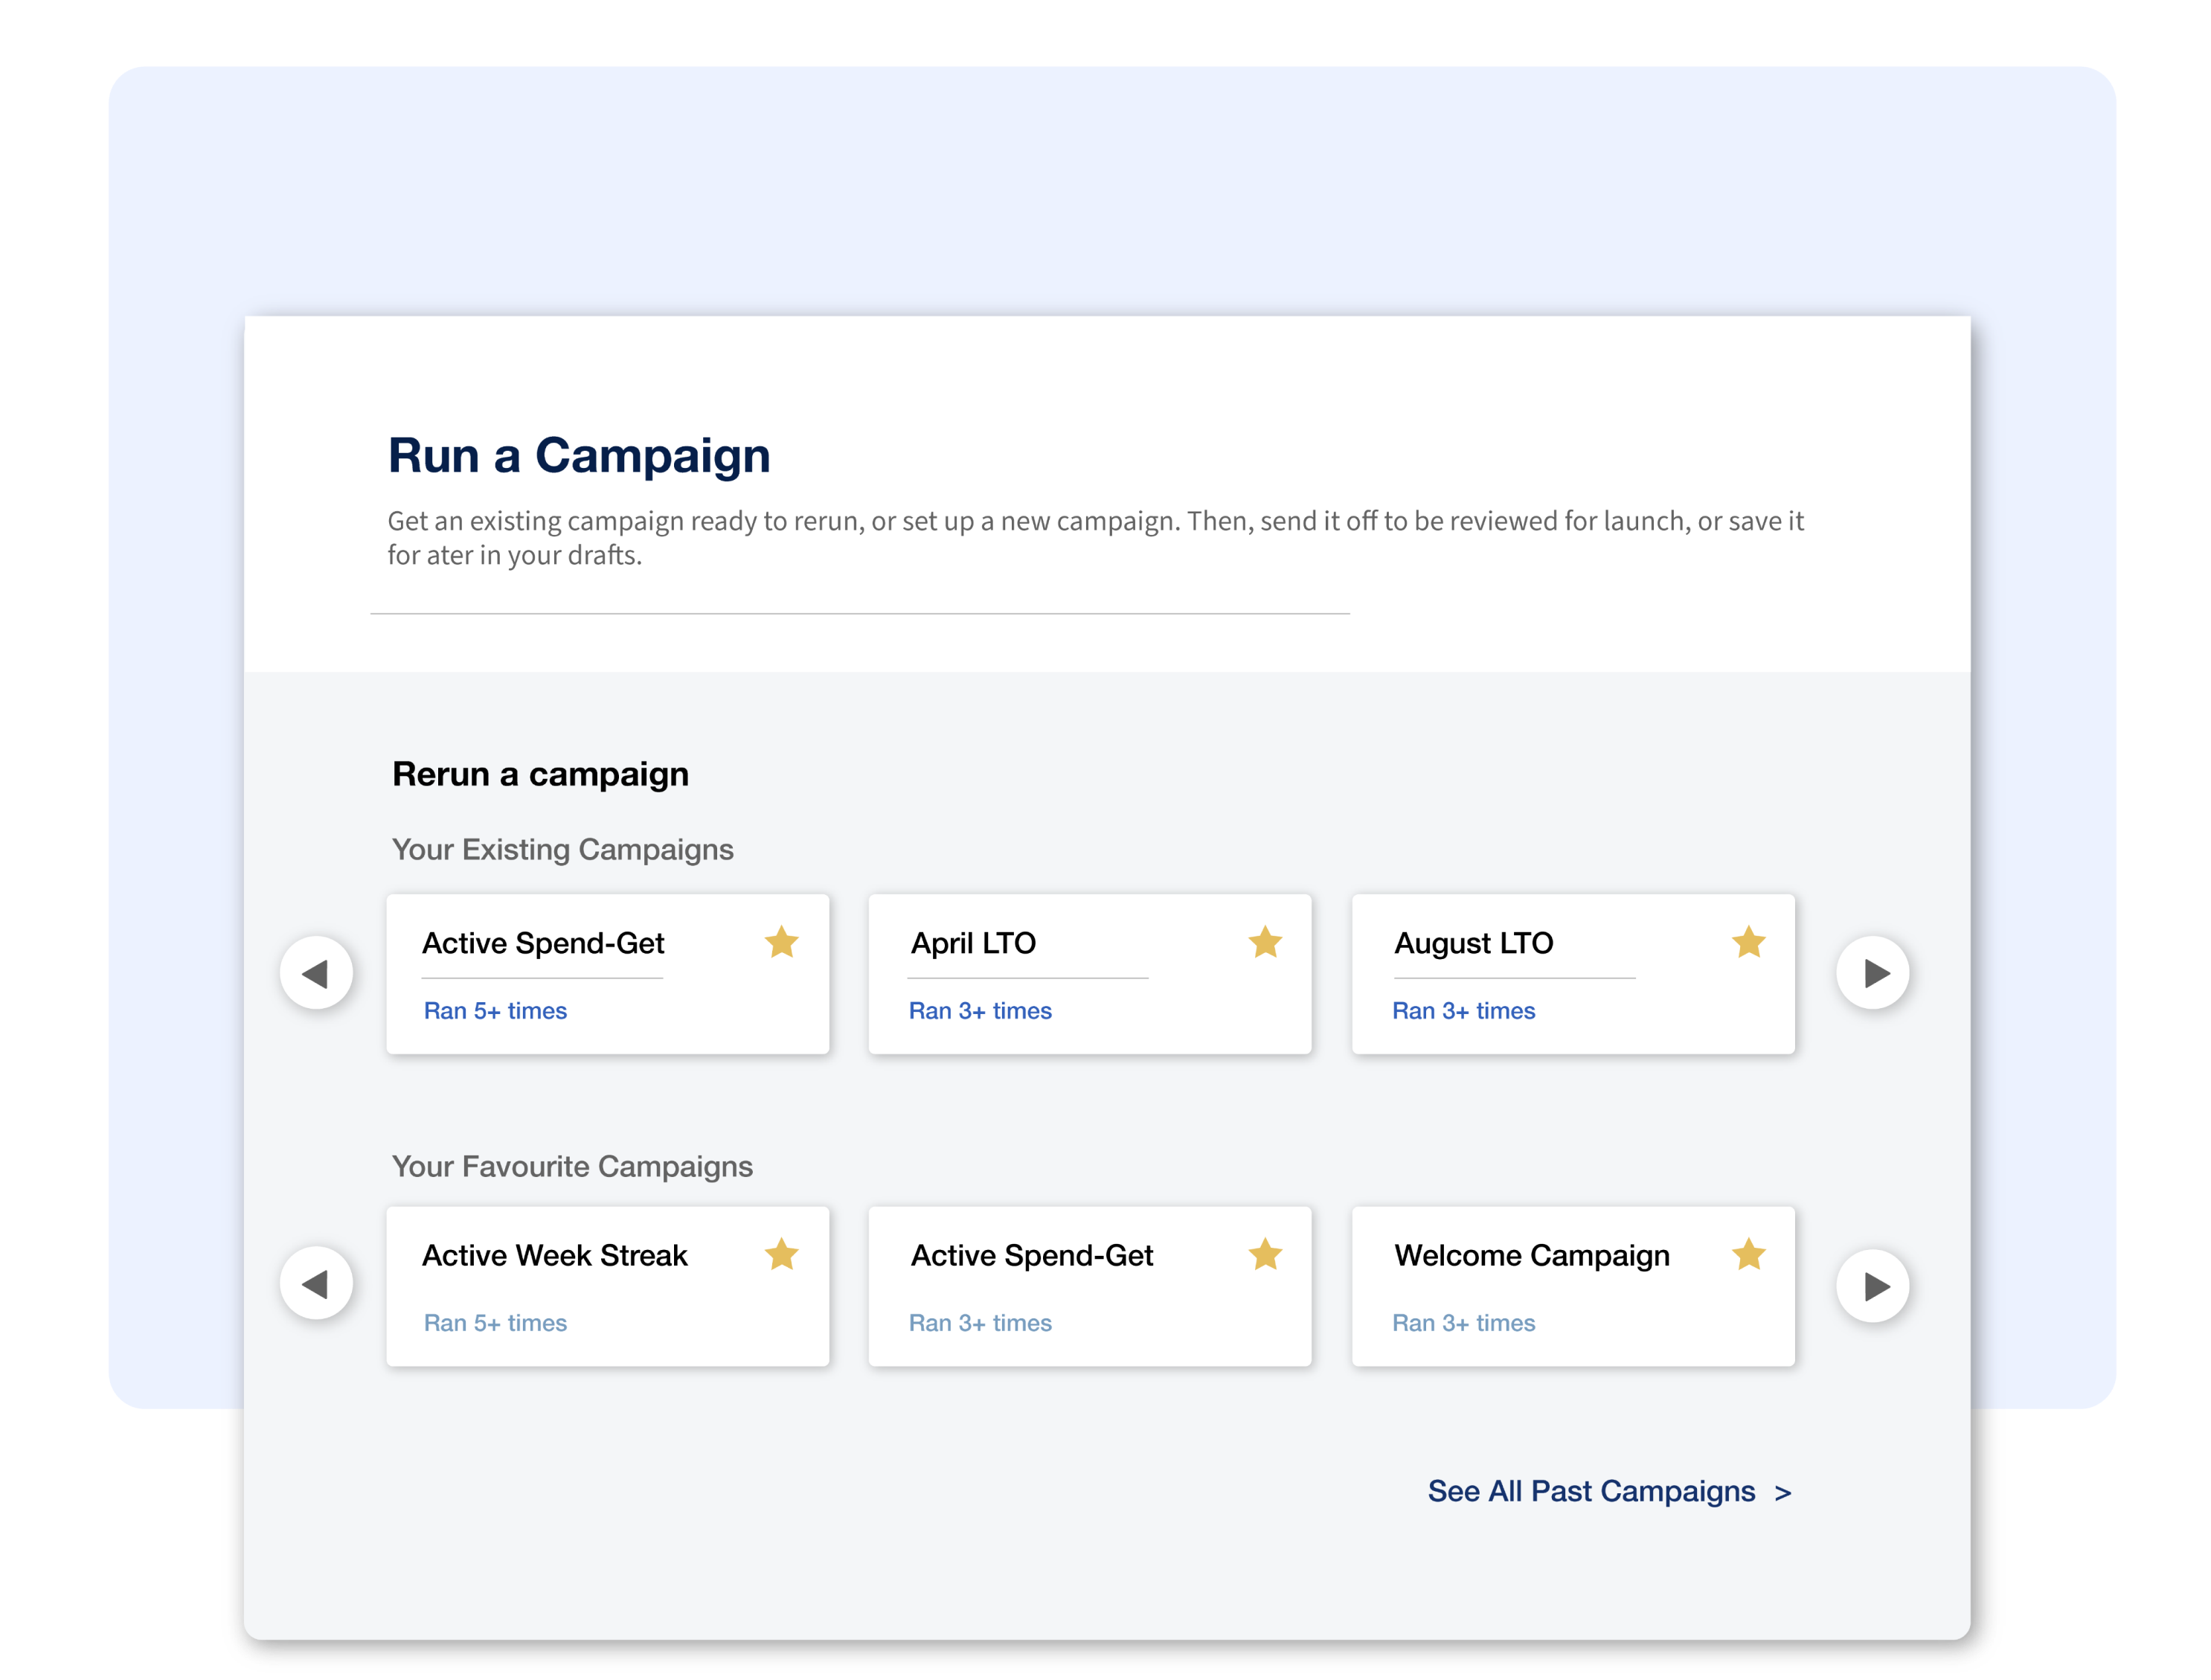 Run a Campaign
Get an existing campaign ready to rerun, or set up a new campaign. Then, send it off to be reviewed for launch, or save it
for ater in your drafts.
Rerun a campaign
Your Existing Campaigns
Active Spend-Get
April LTO
August LTO
Ran 5+ times
Ran 3+ times
Ran 3+ times
Your Favourite Campaigns
Active Week Streak
Active Spend-Get
Welcome Campaign
Ran 5+ times
Ran 3+ times
Ran 3+ times
See All Past Campaigns >